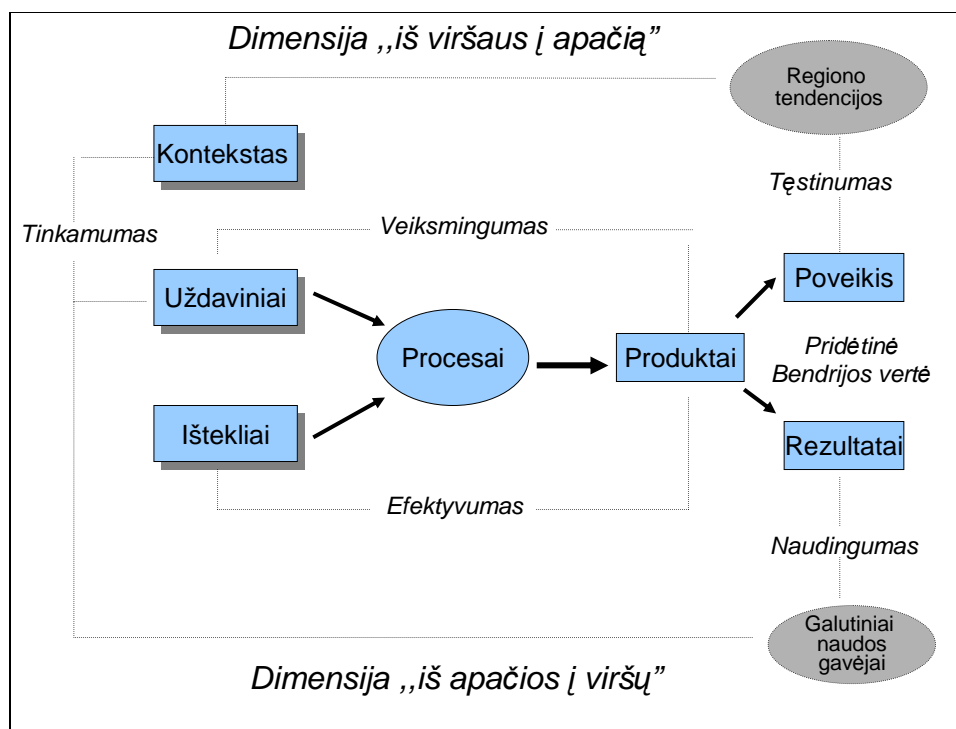 Dimensija ,,iš viršaus į apačią”
Regiono
tendencijos
Kontekstas
Tęstinumas
Tinkamumas
Veiksmingumas
Uždaviniai
Poveikis
Procesai
Produktai
Pridėtinė
Bendrijos vertė
Ištekliai
Rezultatai
Efektyvumas
Naudingumas
Galutiniai
naudos
gavėjai
Dimensija ,,iš apačios į viršų”